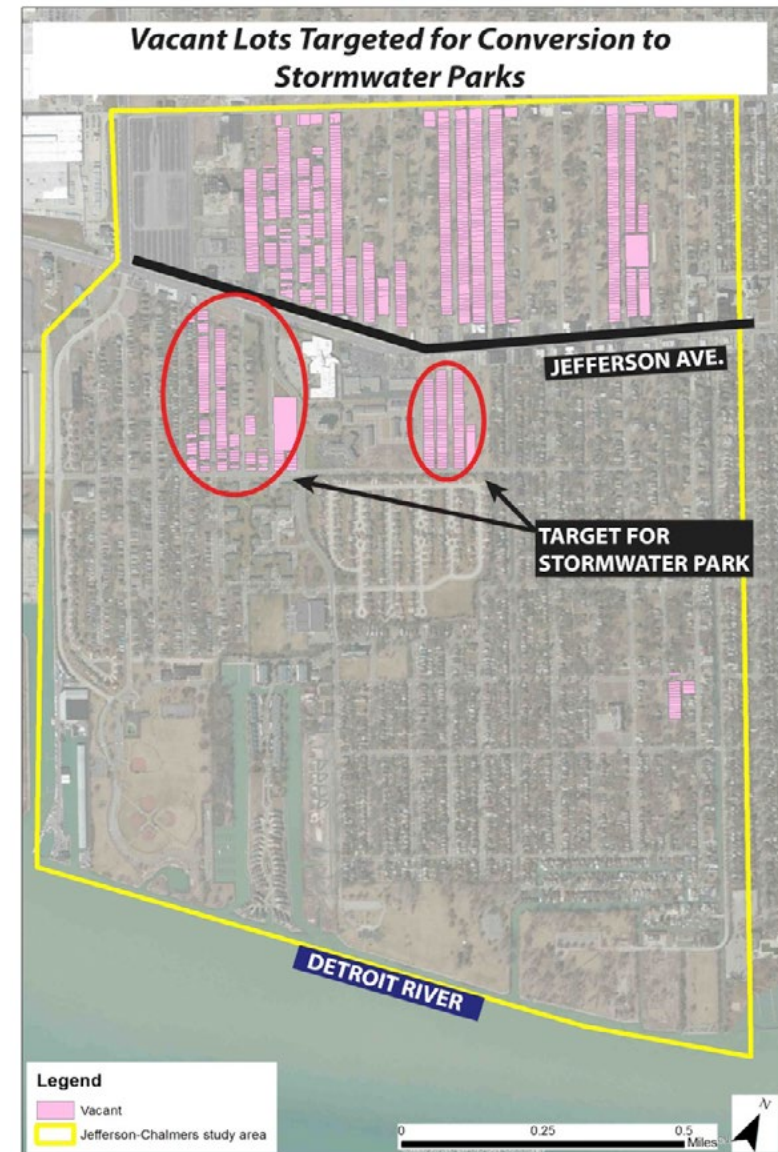 Vacant Lots Targeted for Conversion to
Stormwater Parks
JEFFERSON AVE.
TARGET FOR
STORMWATER PARK
DETROIT RIVER
Legend
Vacant
Jefferson-Chalmers study area
0 0.25 0.5
Miles
N